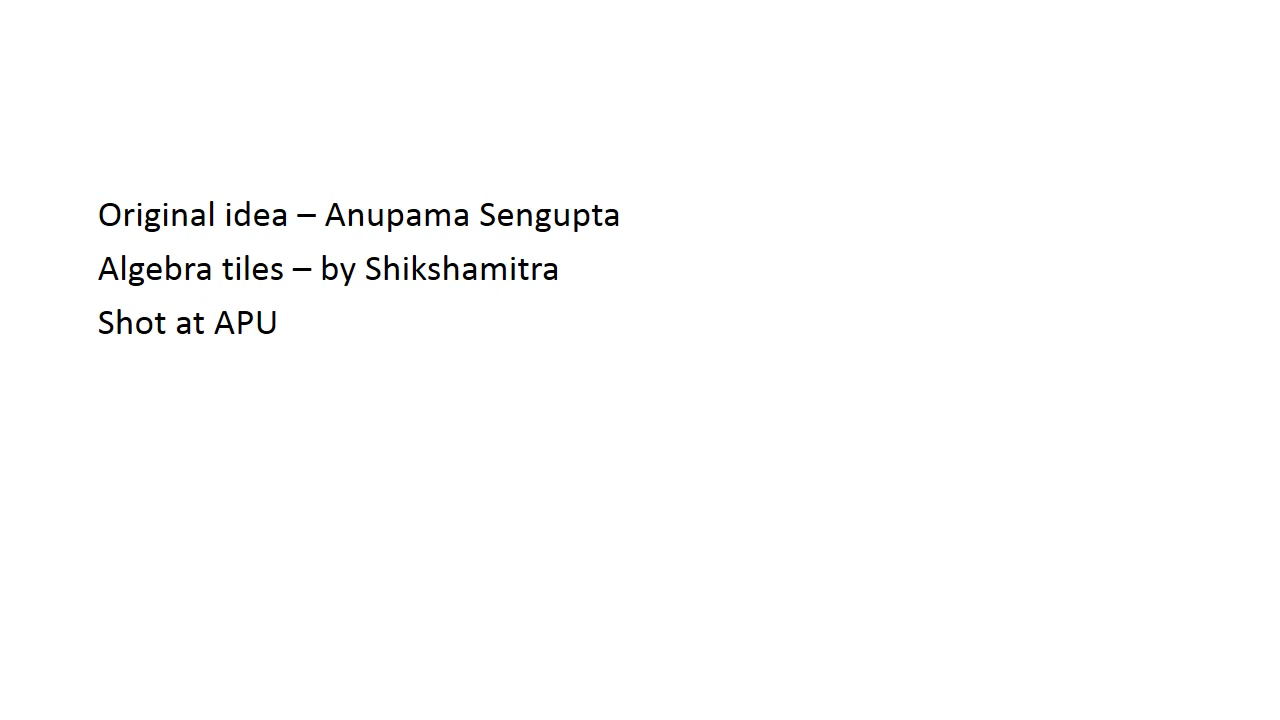 Original idea – Anupama Sengupta
Algebra tiles – by Shikshamitra
Shot at APU